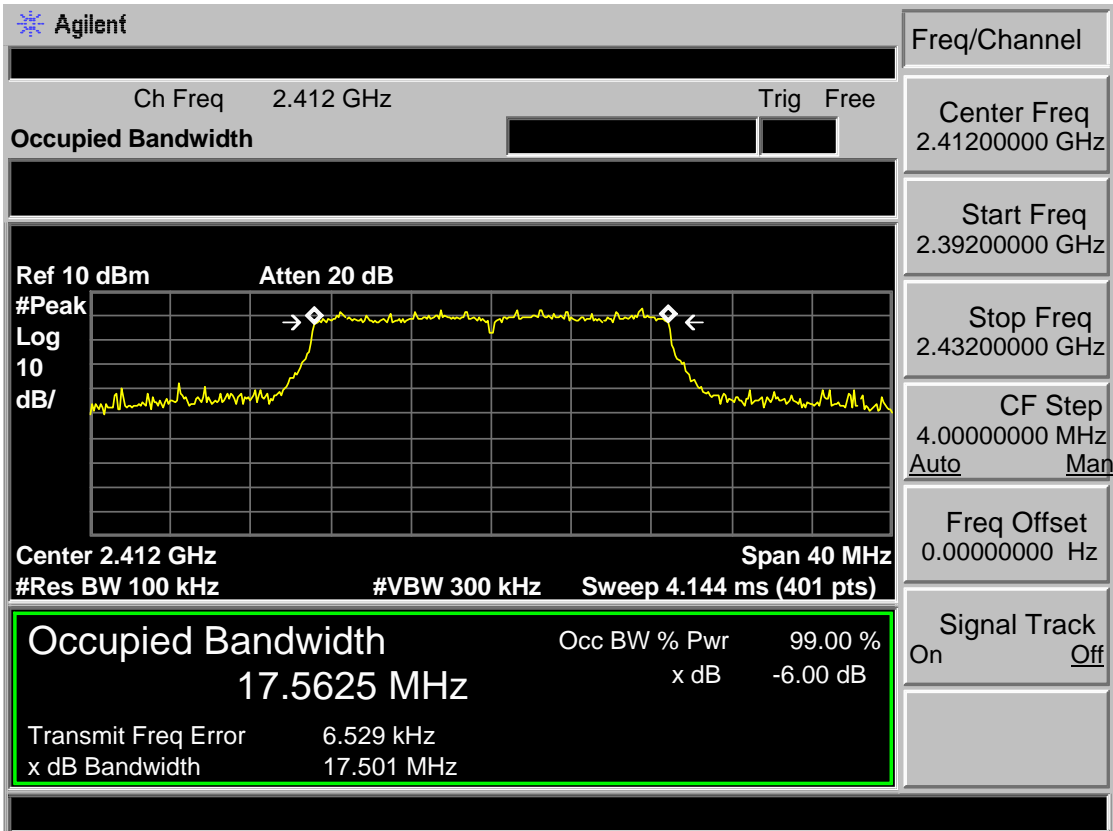 Agilent
Freq/Channel
Ch Freq 2.412 GHz Trig Free
Occupied Bandwidth
Center Freq
2.41200000 GHz
Start Freq
2.39200000 GHz
Stop Freq
2.43200000 GHz
CF Step
4.00000000 MHz
Auto Man
Freq Offset
0.00000000 Hz
Signal Track
On Off
Ref 10 dBm Atten 20 dB
#Peak
Log
10
dB/
Center 2.412 GHz Span 40 MHz
#Res BW 100 kHz #VBW 300 kHz Sweep 4.144 ms (401 pts)
Occupied Bandwidth
17.5625 MHz
Occ BW % Pwr 99.00 %
x dB -6.00 dB
Transmit Freq Error 6.529 kHz
x dB Bandwidth 17.501 MHz